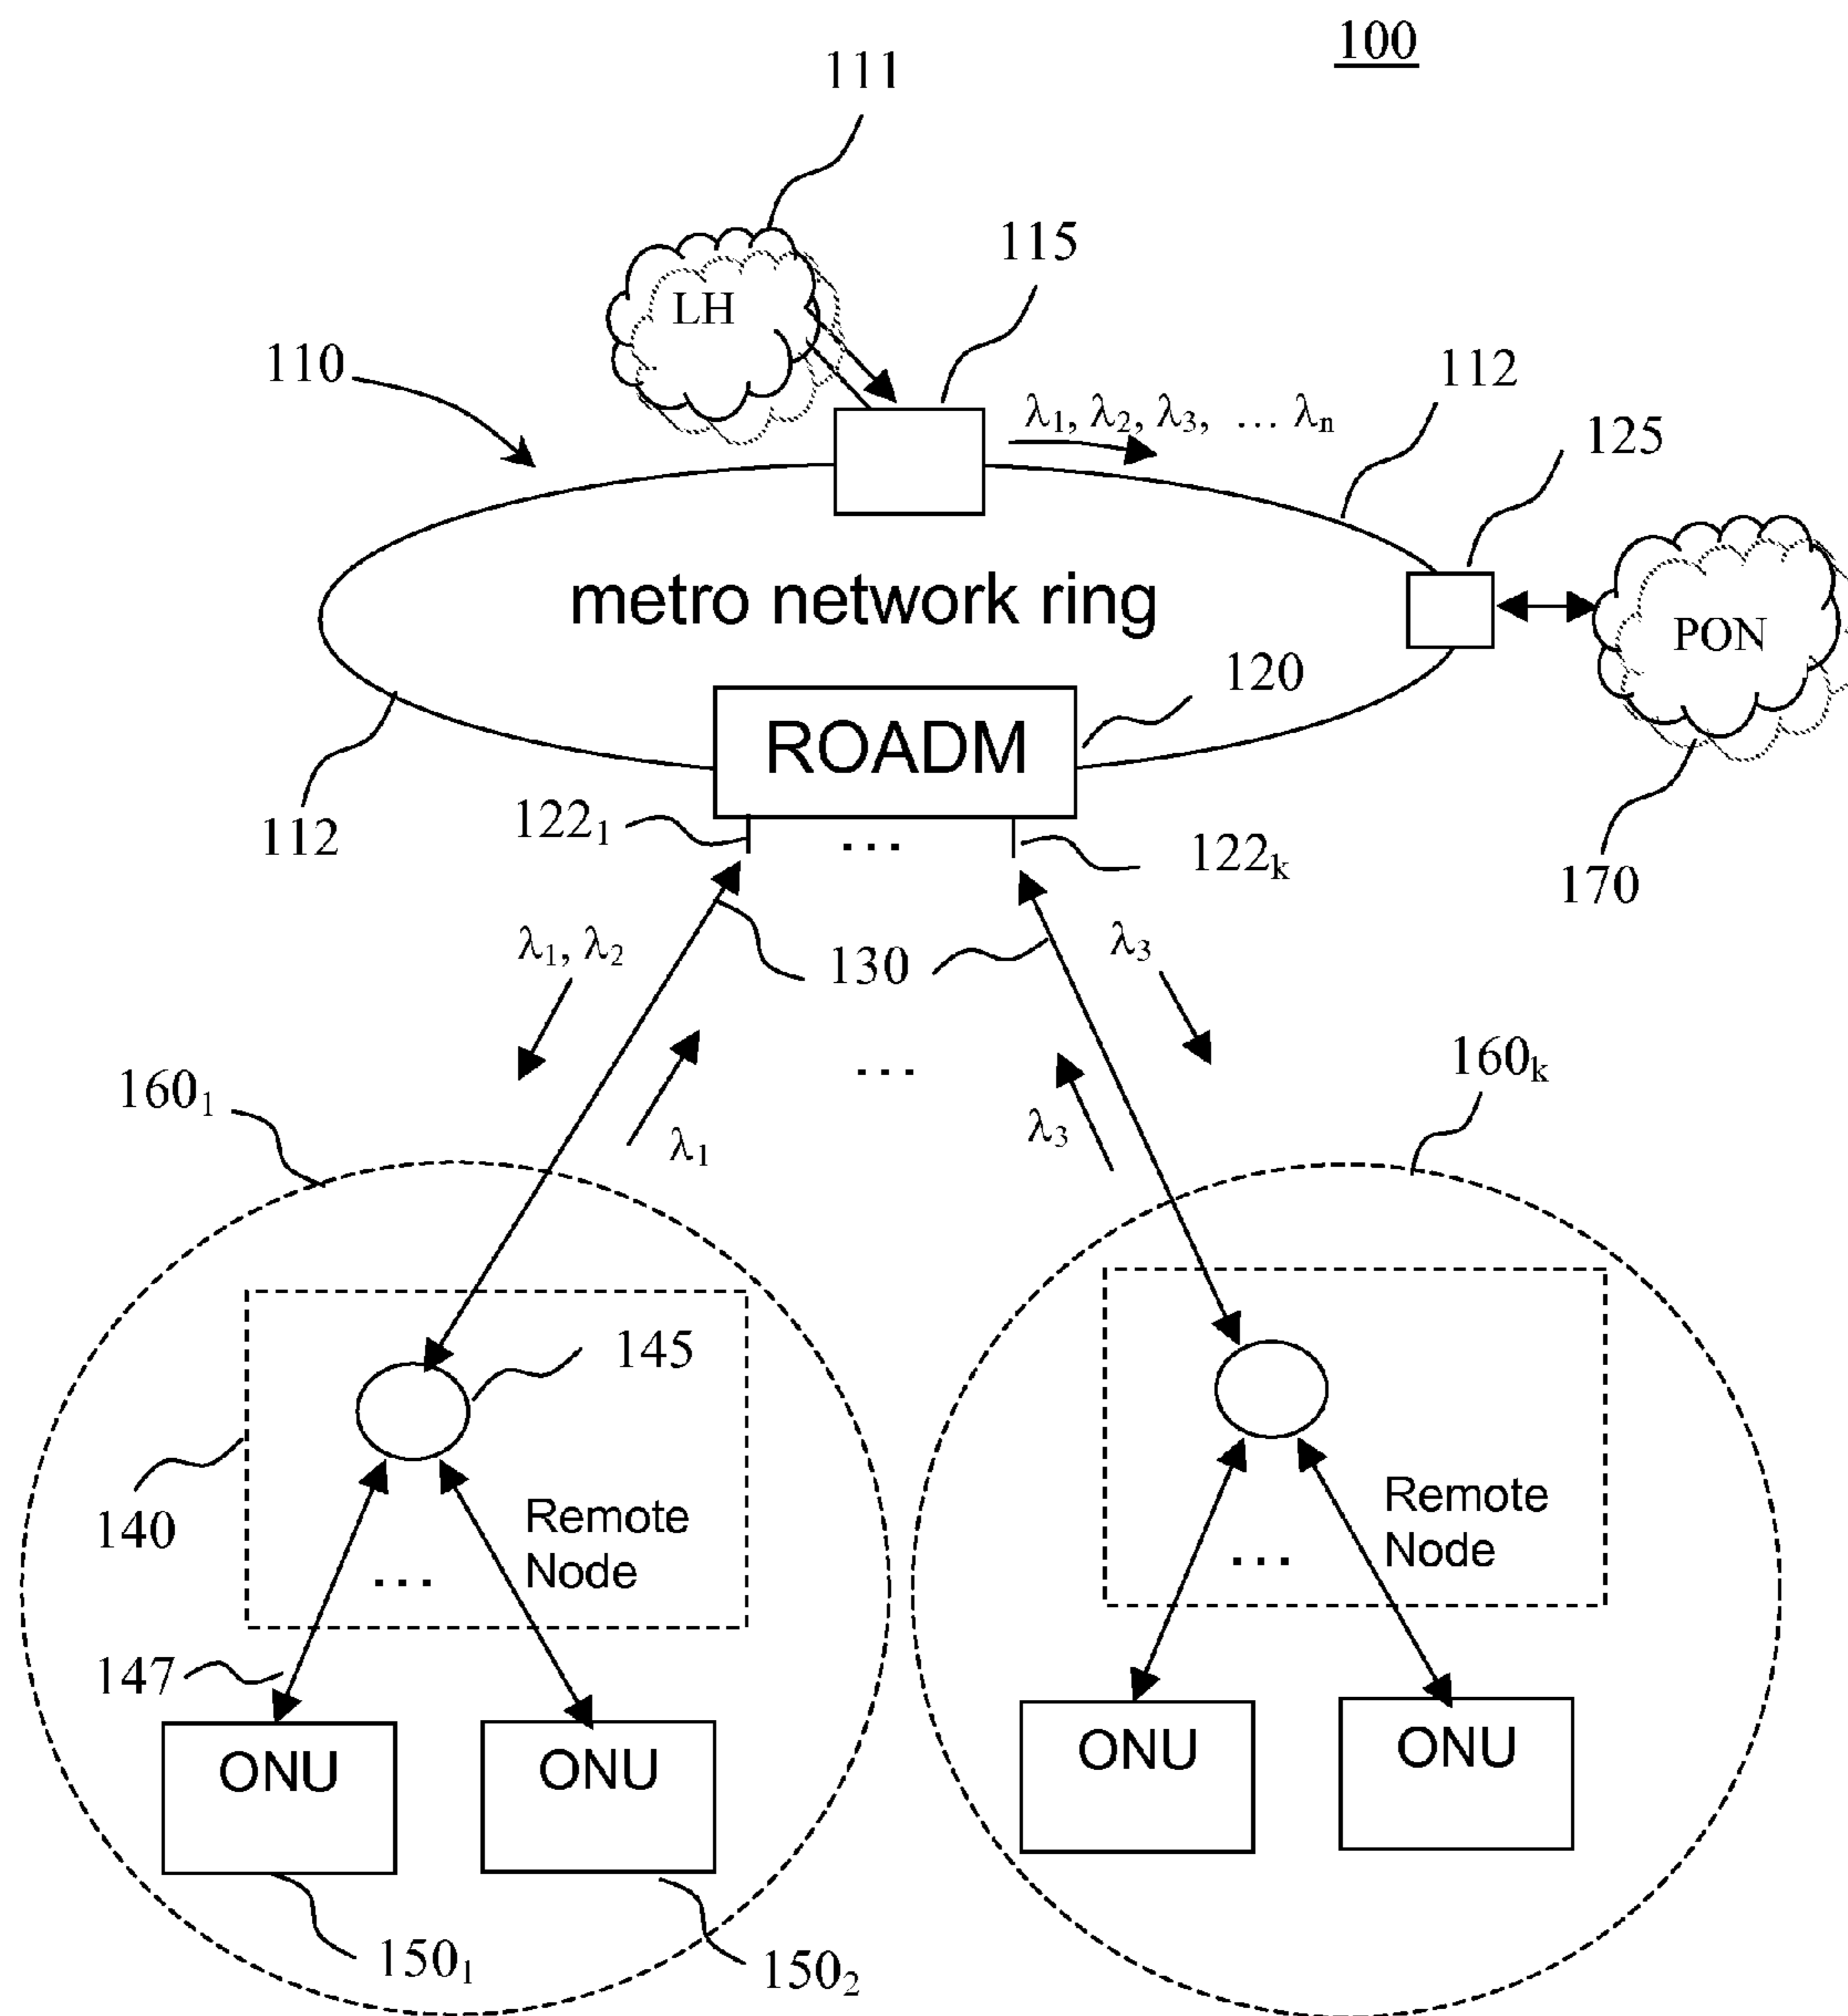 100
111
115
LH
110
112
λ₁, λ₂, λ₃, ... λₙ
125
metro network ring
PON
120
ROADM
112
122₁
...
122ₖ
170
λ₁, λ₂
130
λ₃
160₁
...
160ₖ
λ₁
λ₃
145
140
Remote
Node
...
Remote
Node
...
147
ONU
ONU
ONU
ONU
150₁
150₂